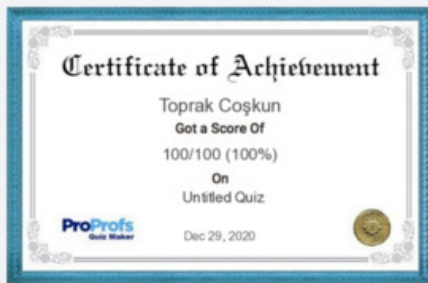 Certificate of Achievement
Toprak Coşkun
Got a Score Of
100/100 (100%)
On
Untitled Quiz
ProProfs
Quiz Maker
Dec 29, 2020